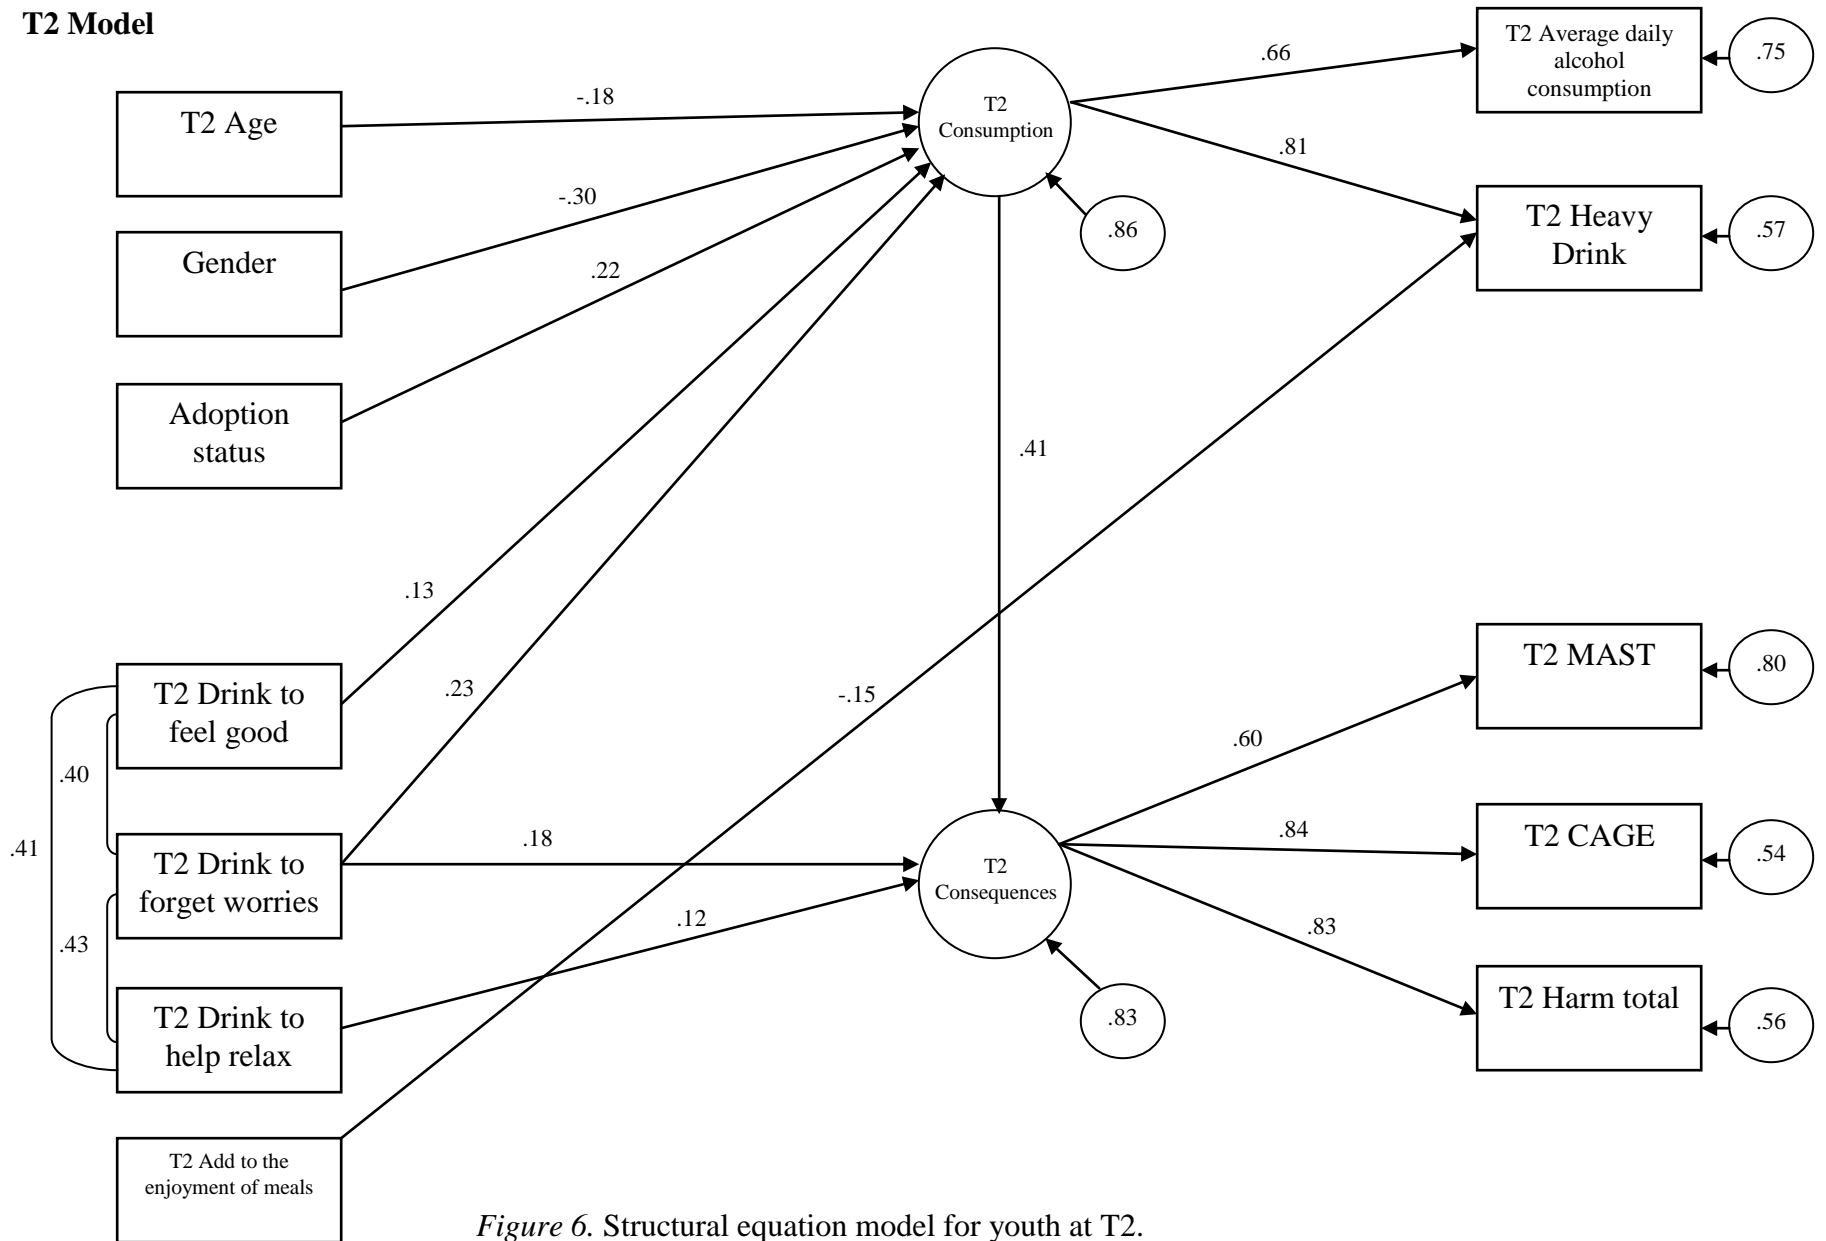 T2 Model
T2 Age
Gender
Adoption
status
T2 Drink to
feel good
T2 Drink to
forget worries
T2 Drink to
help relax
T2 Add to the
enjoyment of meals
.41
.40
.43
-.18
-.30
.22
.13
.23
.18
.12
-.15
T2
Consumption
.86
.41
T2
Consequences
.83
.66
.81
.60
.84
.83
T2 Average daily
alcohol
consumption
.75
T2 Heavy
Drink
.57
T2 MAST
.80
T2 CAGE
.54
T2 Harm total
.56
Figure 6. Structural equation model for youth at T2.